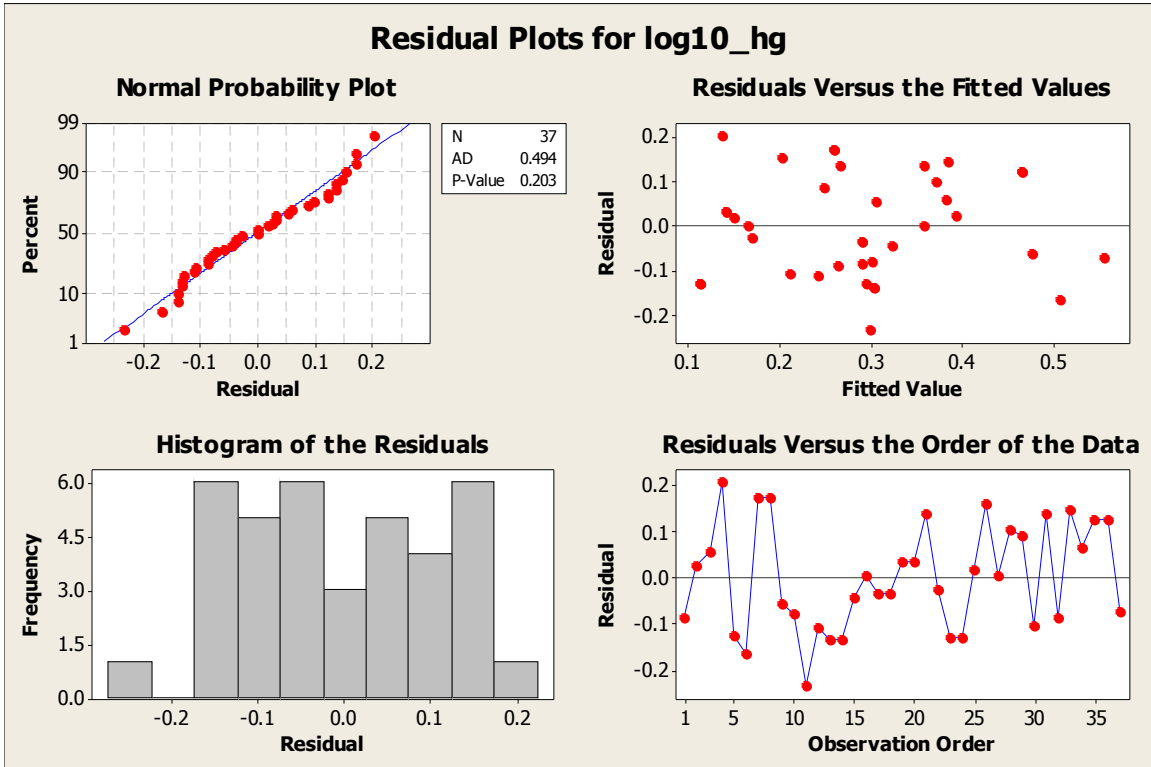 Residual Plots for log10_hg
Normal Probability Plot
99
90
50
10
1
Percent
-0.2 -0.1 0.0 0.1 0.2
Residual
N 37
AD 0.494
P-Value 0.203
Residuals Versus the Fitted Values
0.2
0.1
0.0
-0.1
-0.2
Residual
0.1 0.2 0.3 0.4 0.5
Fitted Value
Histogram of the Residuals
6.0
4.5
3.0
1.5
0.0
Frequency
-0.2 -0.1 0.0 0.1 0.2
Residual
Residuals Versus the Order of the Data
0.2
0.1
0.0
-0.1
-0.2
Residual
1 5 10 15 20 25 30 35
Observation Order